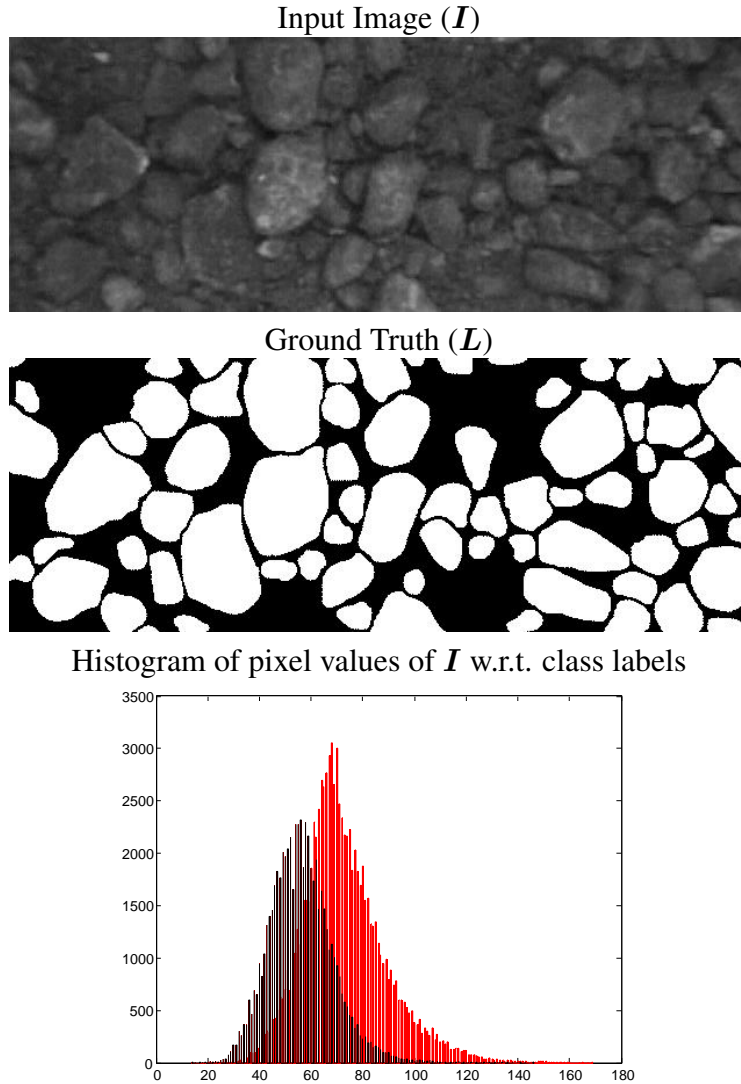 Input Image (I)
Ground Truth (L)
Histogram of pixel values of I w.r.t. class labels
3500
3000
2500
2000
1500
1000
500
0
0 20 40 60 80 100 120 140 160 180